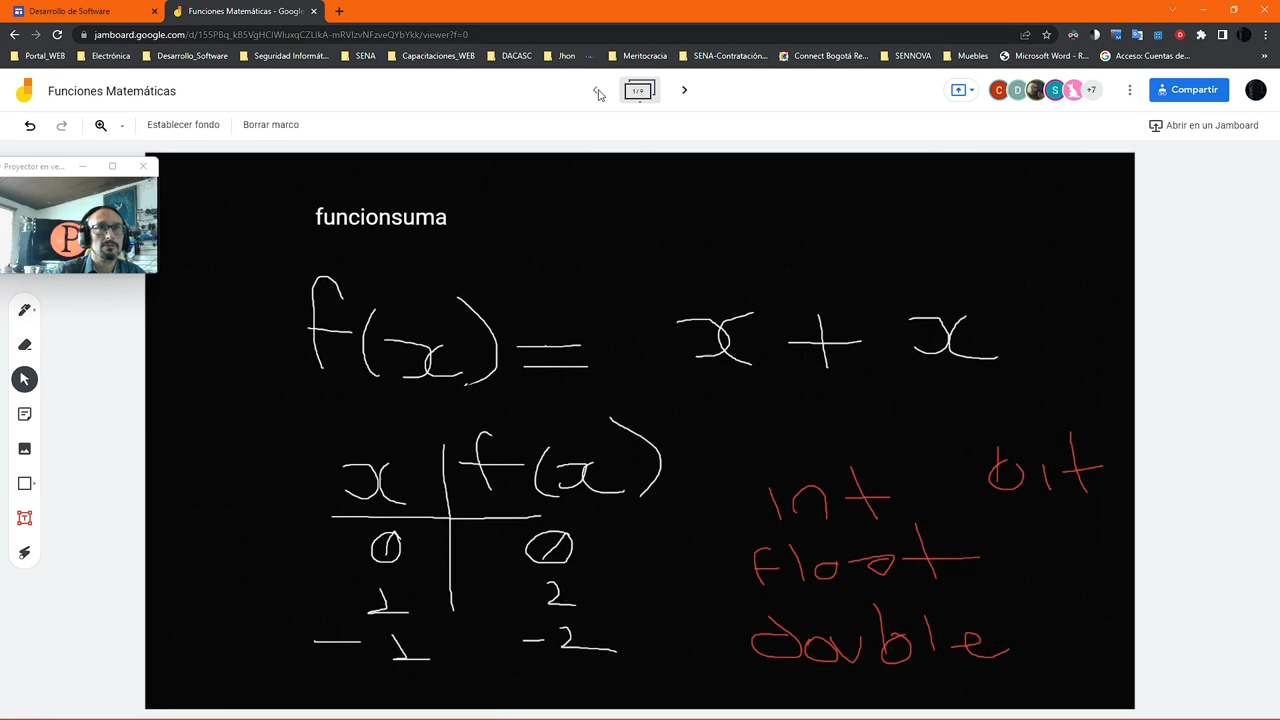 Desarrollo de Software
Funciones Matemáticas - Google
jamboard.google.com/d/155PBq_kB5VgHClWluxqCZLIkA-mRVlzvNFzveQYbYkk/viewer?f=0
Portal_WEB Electrónica Desarrollo_Software Seguridad Informát... SENA Capacitaciones_WEB DACASC Jhon Meritocracia SENA-Contratación... Connect Bogotá Re... SENNOVA Muebles Microsoft Word - R... Acceso: Cuentas de...
Funciones Matemáticas
1/9
C D S +7
Compartir
Establecer fondo Borrar marco
Abrir en un Jamboard
Proyector en ve...
P
funcionsuma
f(x) = x + x
x f(x)
0 0
1 2
-1 -2
bit
int
float
double